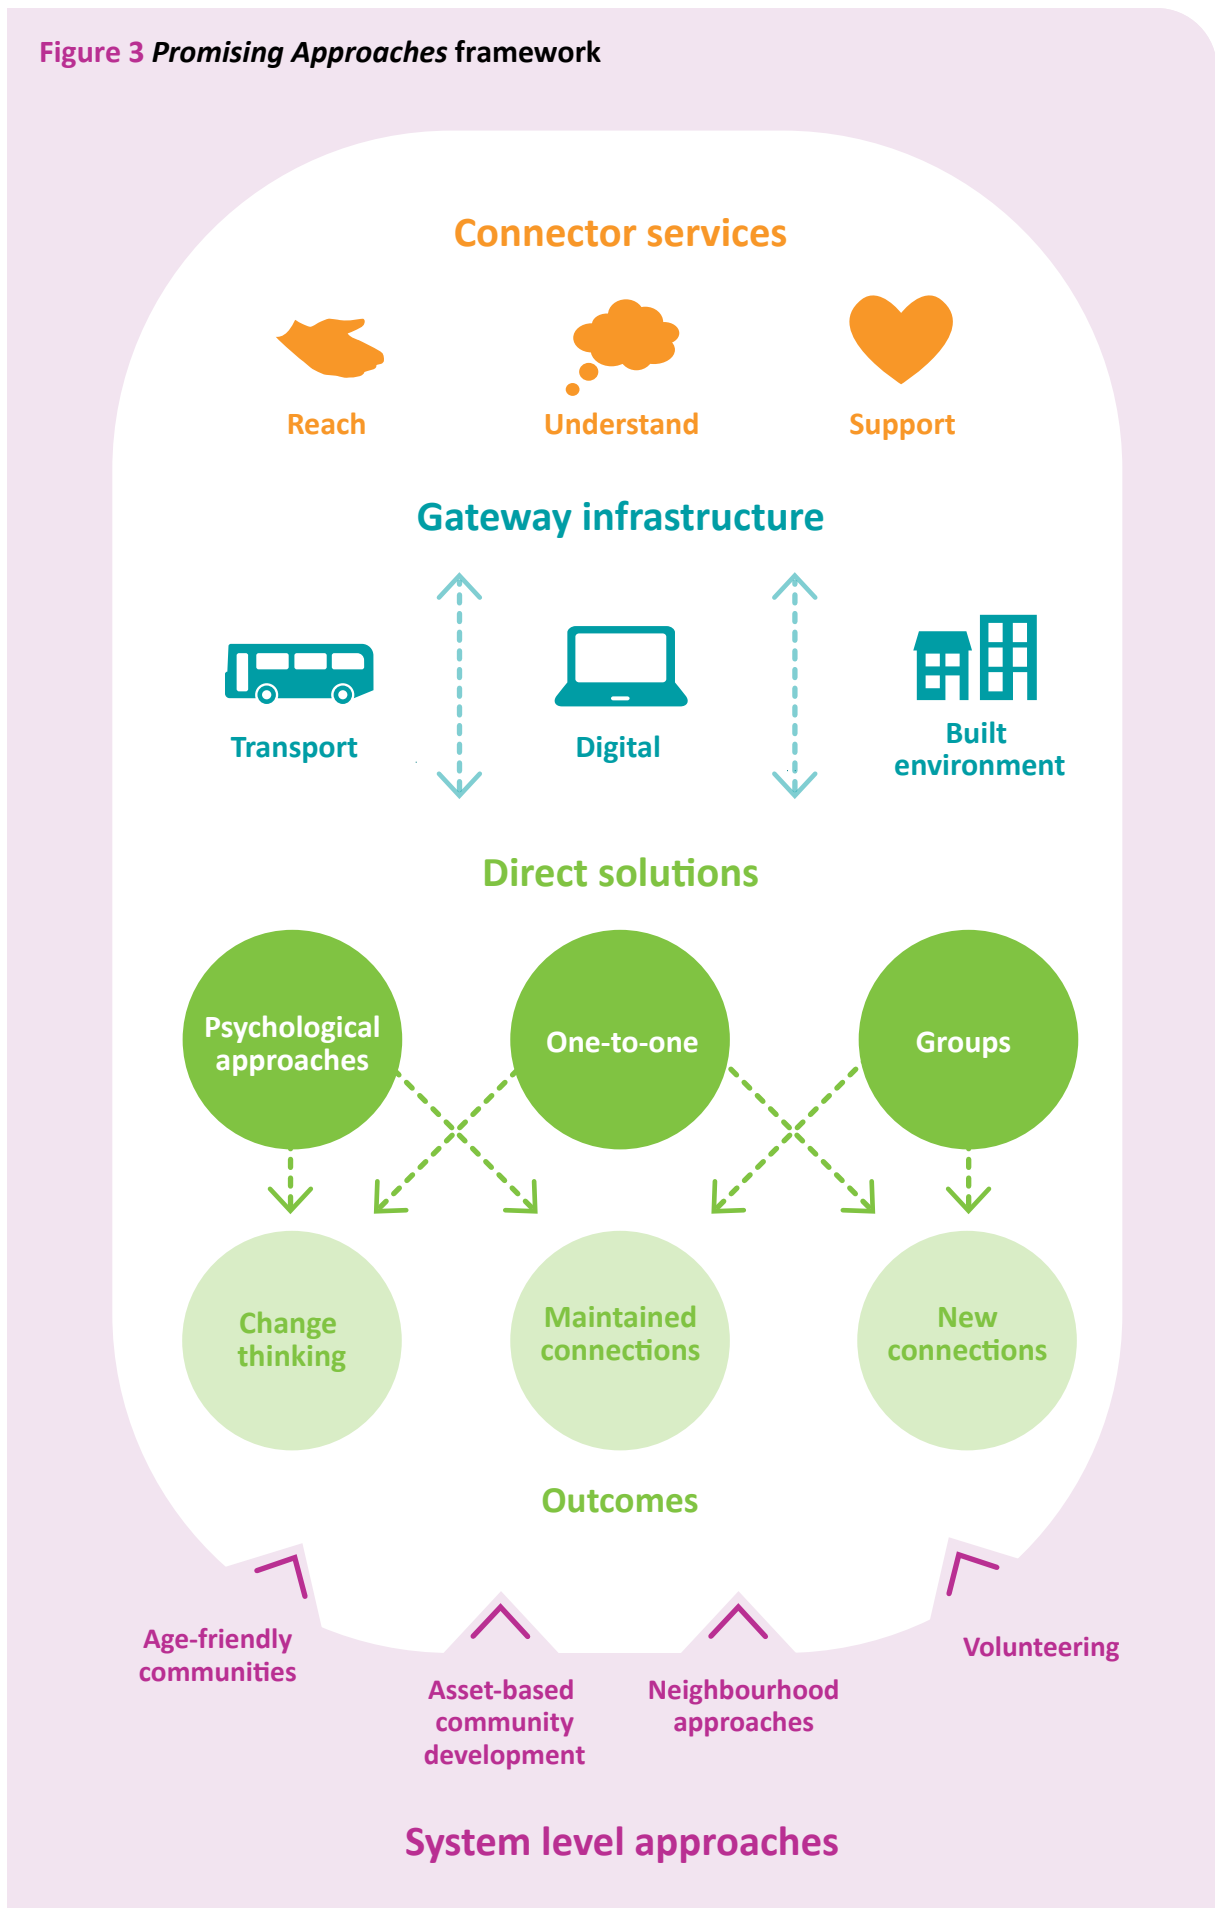 Figure 3 Promising Approaches framework
Connector services
Reach
Understand
Support
Gateway infrastructure
Transport
Digital
Built
environment
Direct solutions
Psychological
approaches
One-to-one
Groups
Change
thinking
Maintained
connections
New
connections
Outcomes
Age-friendly
communities
Asset-based
community
development
Neighbourhood
approaches
Volunteering
System level approaches